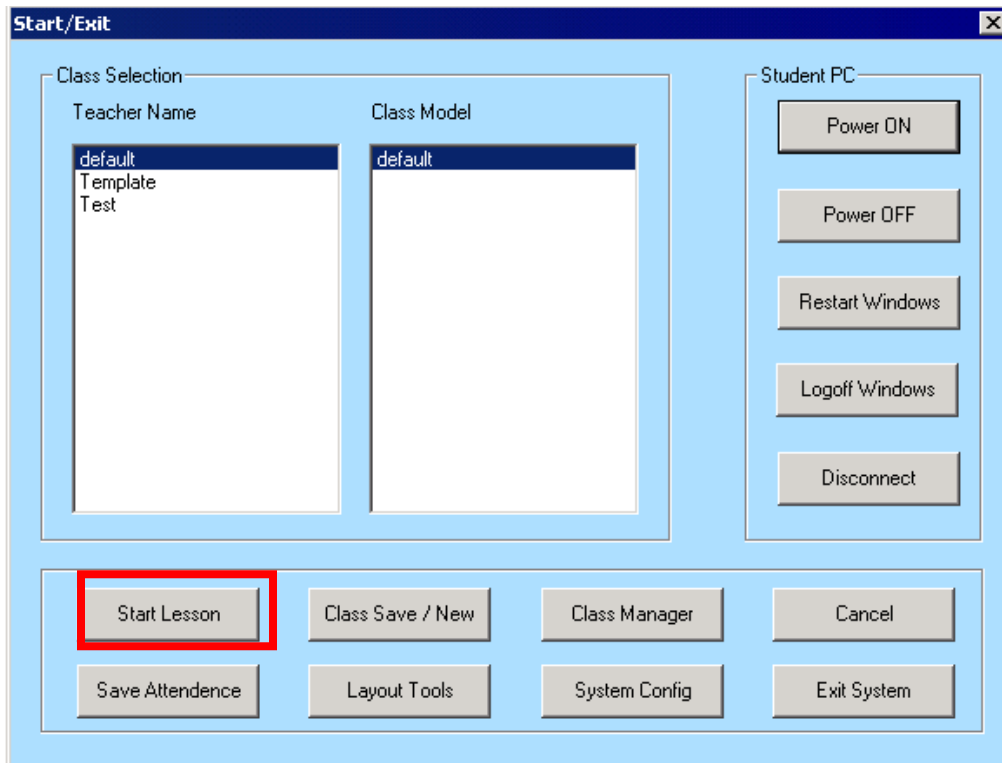 Start/Exit
Class Selection
Teacher Name
Class Model
default
Template
Test
default
Student PC
Power ON
Power OFF
Restart Windows
Logoff Windows
Disconnect
Start Lesson
Class Save / New
Class Manager
Cancel
Save Attendence
Layout Tools
System Config
Exit System